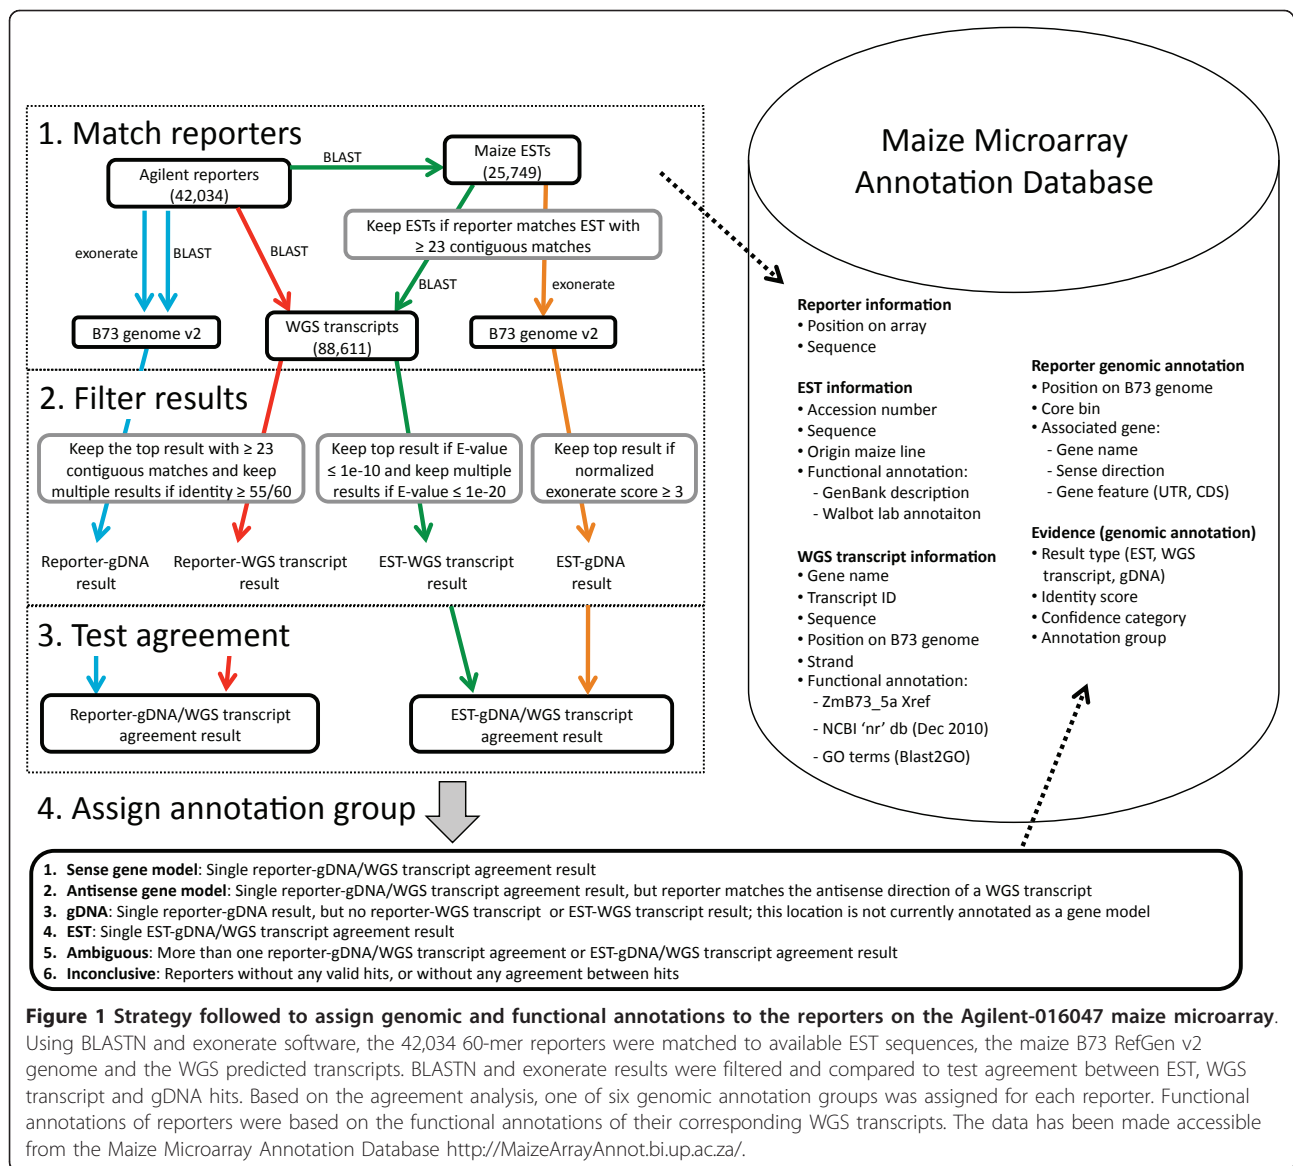 1. Match reporters
Agilent reporters
(42,034)
BLAST
Maize ESTs
(25,749)
Keep ESTs if reporter matches EST with
≥ 23 contiguous matches
exonerate
BLAST
BLAST
BLAST
exonerate
B73 genome v2
WGS transcripts
(88,611)
B73 genome v2
2. Filter results
Keep the top result with ≥ 23
contiguous matches and keep
multiple results if identity ≥ 55/60
Keep top result if E-value
≤ 1e-10 and keep multiple
results if E-value ≤ 1e-20
Keep top result if
normalized
exonerate score ≥ 3
Reporter-gDNA
result
Reporter-WGS transcript
result
EST-WGS transcript
result
EST-gDNA
result
3. Test agreement
Reporter-gDNA/WGS transcript
agreement result
EST-gDNA/WGS transcript
agreement result
4. Assign annotation group
Maize Microarray
Annotation Database
Reporter information
• Position on array
• Sequence
EST information
• Accession number
• Sequence
• Origin maize line
• Functional annotation:
- GenBank description
- Walbot lab annotaiton
WGS transcript information
• Gene name
• Transcript ID
• Sequence
• Position on B73 genome
• Strand
• Functional annotation:
- ZmB73_5a Xref
- NCBI ‘nr’ db (Dec 2010)
- GO terms (Blast2GO)
Reporter genomic annotation
• Position on B73 genome
• Core bin
• Associated gene:
- Gene name
- Sense direction
- Gene feature (UTR, CDS)
Evidence (genomic annotation)
• Result type (EST, WGS
transcript, gDNA)
• Identity score
• Confidence category
• Annotation group
1. Sense gene model: Single reporter-gDNA/WGS transcript agreement result
2. Antisense gene model: Single reporter-gDNA/WGS transcript agreement result, but reporter matches the antisense direction of a WGS transcript
3. gDNA: Single reporter-gDNA result, but no reporter-WGS transcript or EST-WGS transcript result; this location is not currently annotated as a gene model
4. EST: Single EST-gDNA/WGS transcript agreement result
5. Ambiguous: More than one reporter-gDNA/WGS transcript agreement or EST-gDNA/WGS transcript agreement result
6. Inconclusive: Reporters without any valid hits, or without any agreement between hits
Figure 1 Strategy followed to assign genomic and functional annotations to the reporters on the Agilent-016047 maize microarray.
Using BLASTN and exonerate software, the 42,034 60-mer reporters were matched to available EST sequences, the maize B73 RefGen v2
genome and the WGS predicted transcripts. BLASTN and exonerate results were filtered and compared to test agreement between EST, WGS
transcript and gDNA hits. Based on the agreement analysis, one of six genomic annotation groups was assigned for each reporter. Functional
annotations of reporters were based on the functional annotations of their corresponding WGS transcripts. The data has been made accessible
from the Maize Microarray Annotation Database http://MaizeArrayAnnot.bi.up.ac.za/.